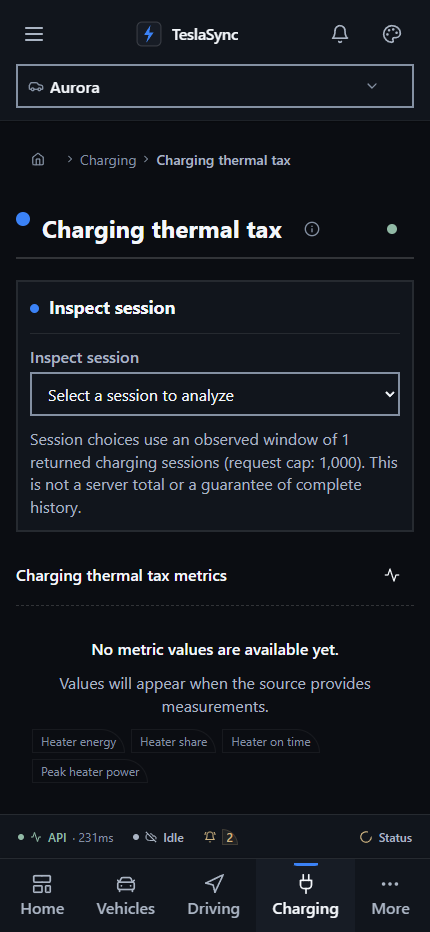 TeslaSync
Aurora
Charging
Charging thermal tax
Charging thermal tax
Inspect session
Inspect session
Select a session to analyze
Session choices use an observed window of 1
returned charging sessions (request cap: 1,000). This
is not a server total or a guarantee of complete
history.
Charging thermal tax metrics
No metric values are available yet.
Values will appear when the source provides
measurements.
Heater energy Heater share Heater on time
Peak heater power
API · 231ms Idle 2 Status
Home Vehicles Driving Charging More